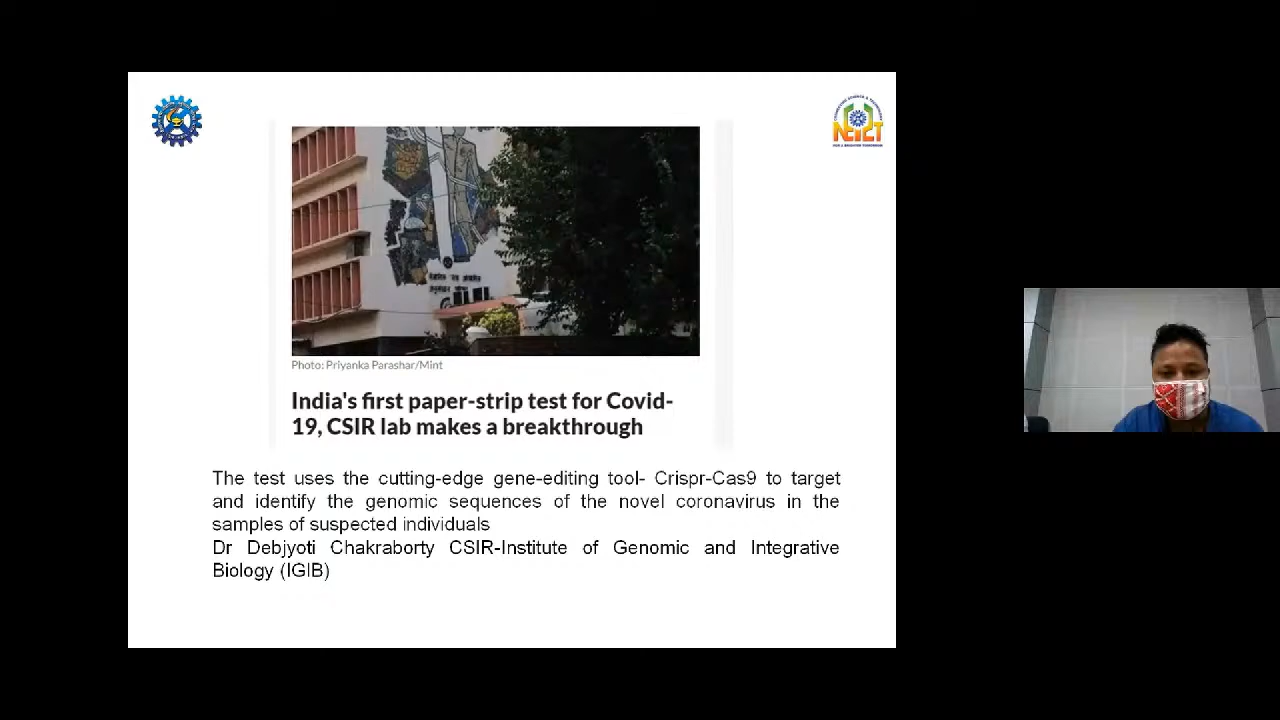 NEIST
Photo: Priyanka Parashar/Mint
India's first paper-strip test for Covid-
19, CSIR lab makes a breakthrough
The test uses the cutting-edge gene-editing tool- Crispr-Cas9 to target
and identify the genomic sequences of the novel coronavirus in the
samples of suspected individuals
Dr Debjyoti Chakraborty CSIR-Institute of Genomic and Integrative
Biology (IGIB)